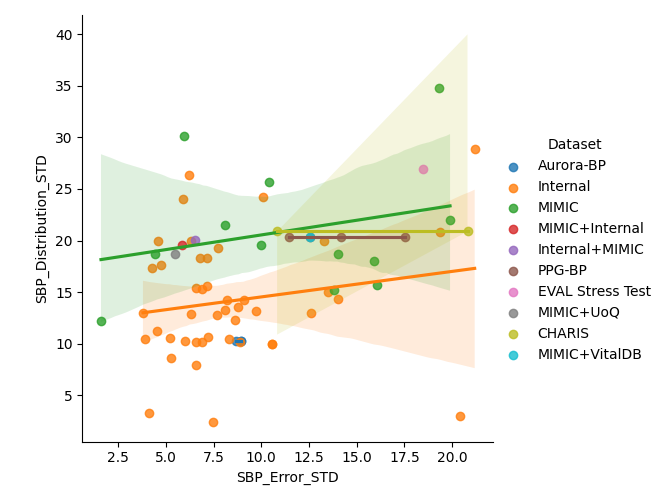 40
35
30
25
20
15
10
5
SBP_Distribution_STD
2.5 5.0 7.5 10.0 12.5 15.0 17.5 20.0
SBP_Error_STD
Dataset
Aurora-BP
Internal
MIMIC
MIMIC+Internal
Internal+MIMIC
PPG-BP
EVAL Stress Test
MIMIC+UoQ
CHARIS
MIMIC+VitalDB